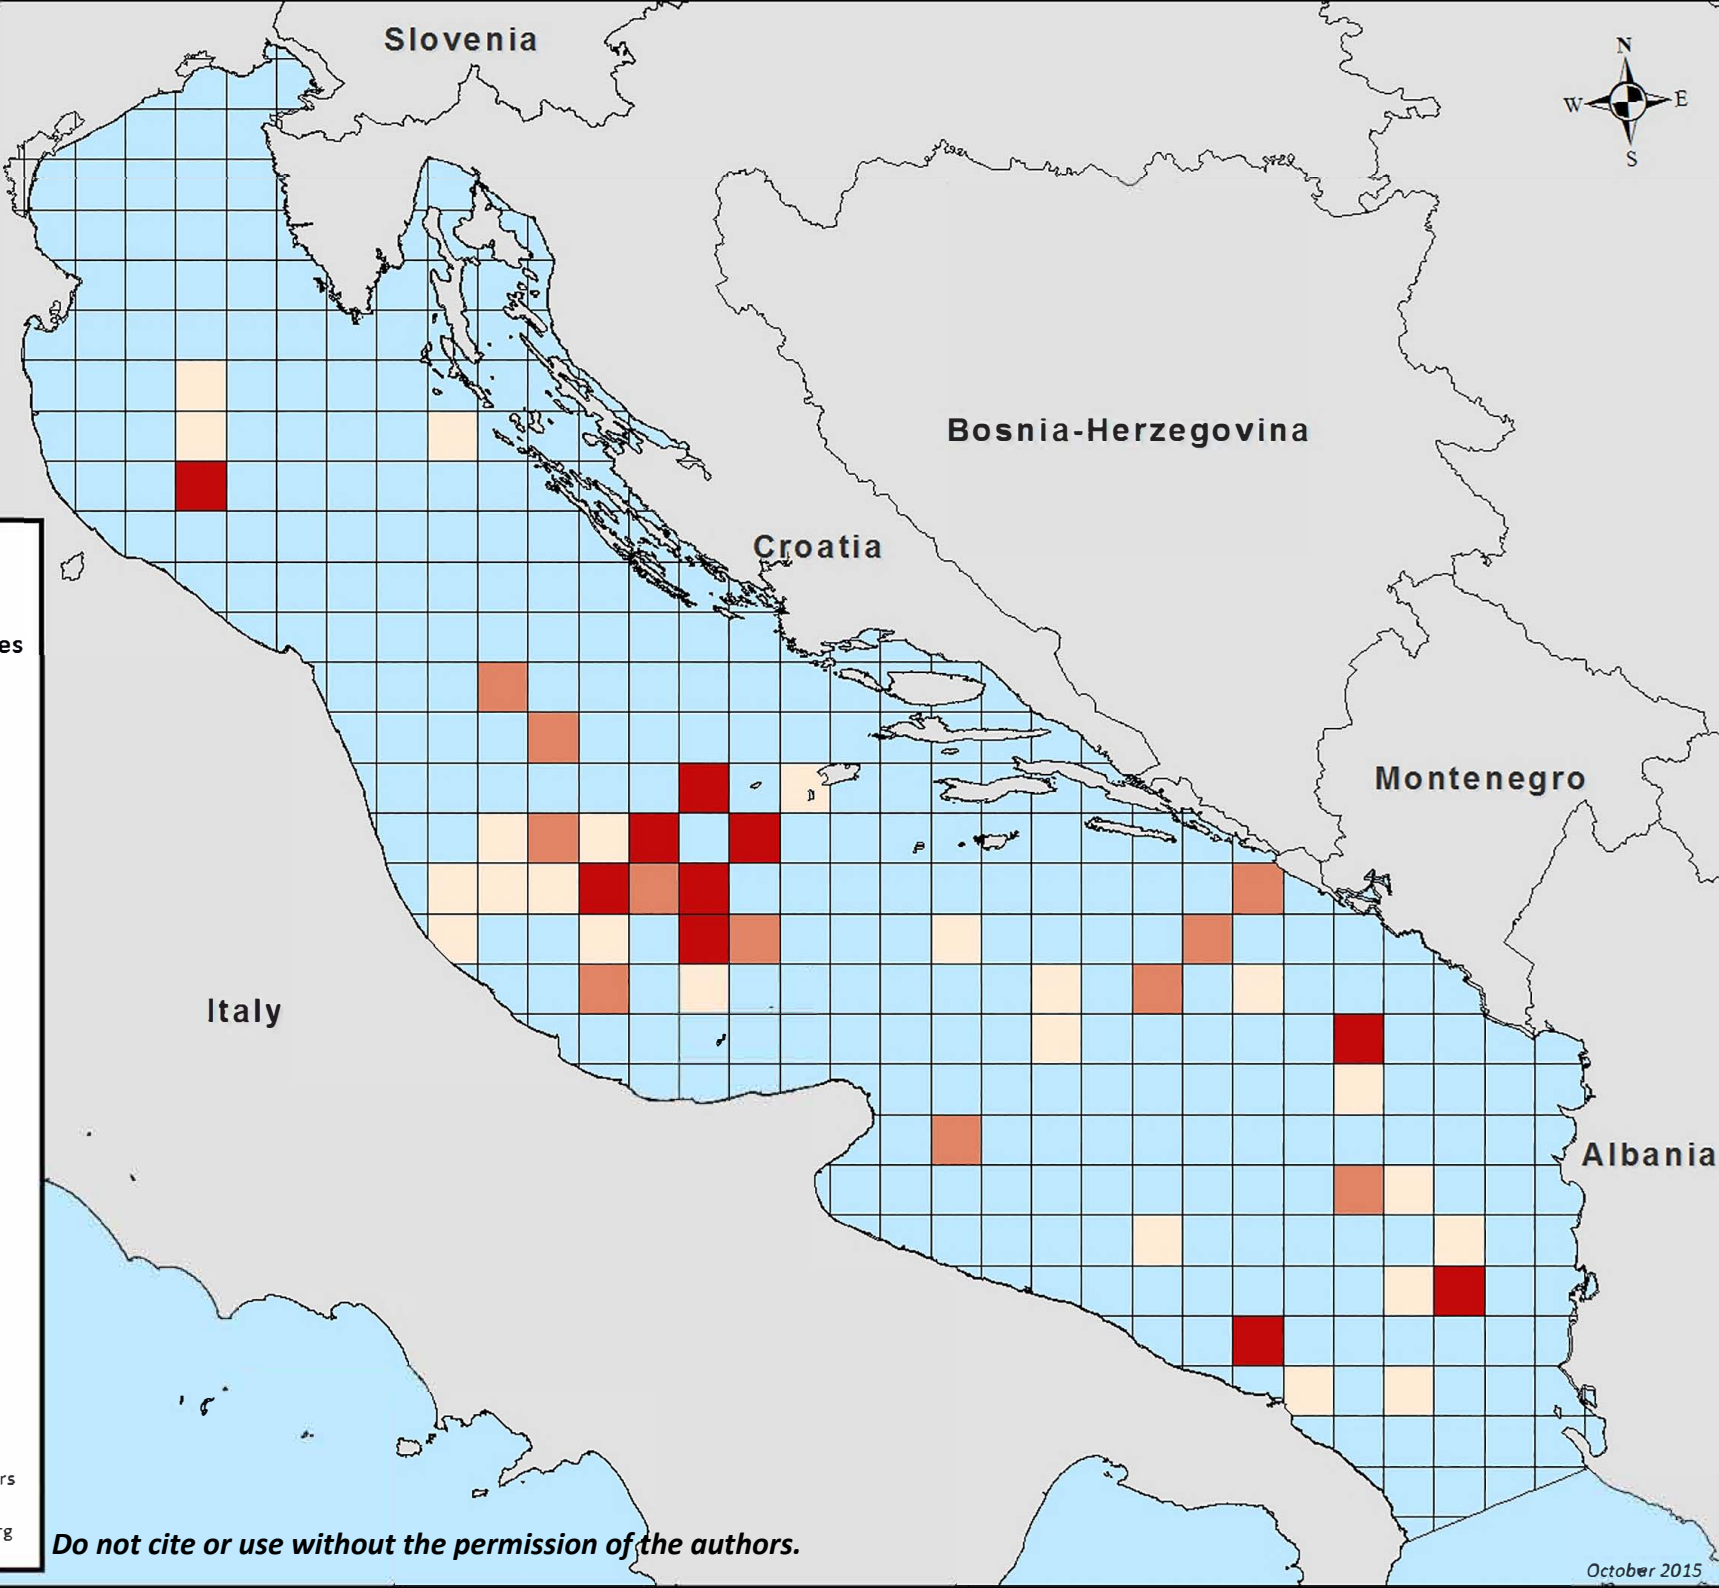 Slovenia
N
W
E
S
Bosnia-Herzegovina
Croatia
es
Montenegro
Italy
Albania
rs
rg
Do not cite or use without the permission of the authors.
October 2015